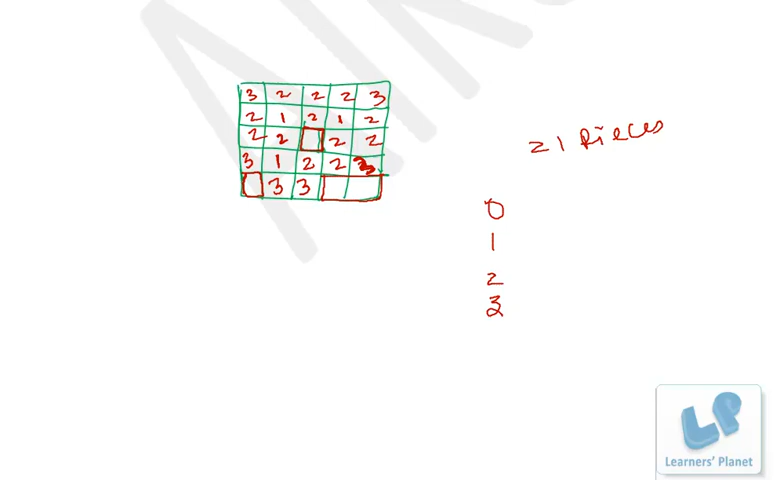 3 2 2 2 3
2 1 2 1 2
2 2 2 2
3 1 2 2 3
3 3
21 Pieces
0
1
2
3
LP
Learners' Planet